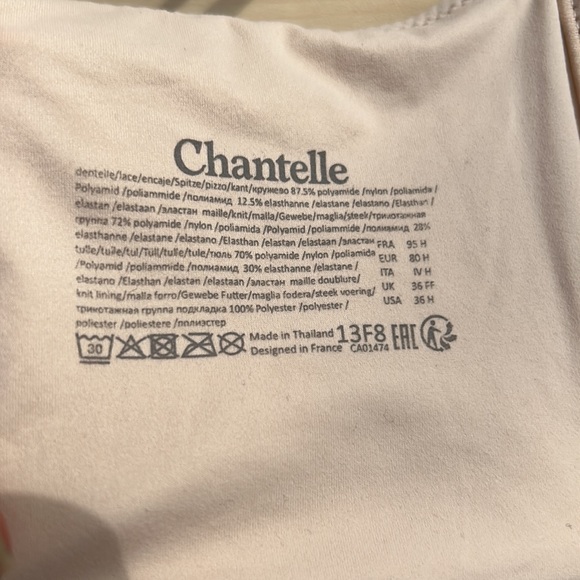 Chantelle
dentelle/lace/encaje/Spitze/pizzo/kant/кружево 87.5% polyamide /nylon /poliamida /
Polyamid /poliammide /полиамид 12.5% elasthanne /elastane /elastano /Elasthan /
elastan /elastaan /эластан maille/knit/malla/Gewebe/maglia/steek/трикотажная
группа 72% polyamide /nylon /poliamida /Polyamid /poliammide /полиамид 28%
elasthanne /elastane /elastano /Elasthan /elastan /elastaan /эластан FRA 95 H
tulle/tulle/tul/Tüll/tulle/tule/тюль 70% polyamide /nylon /poliamida EUR 80 H
/Polyamid /poliammide /полиамид 30% elasthanne /elastane / ITA IV H
elastano /Elasthan /elastan /elastaan /эластан maille doublure/ UK 36 FF
knit lining/malla forro/Gewebe Futter/maglia fodera/steek voering/ USA 36 H
трикотажная группа подкладка 100% Polyester /polyester /
poliester /poliestere /полиэстер
30 Made in Thailand 13F8 EAC
Designed in France CA01474